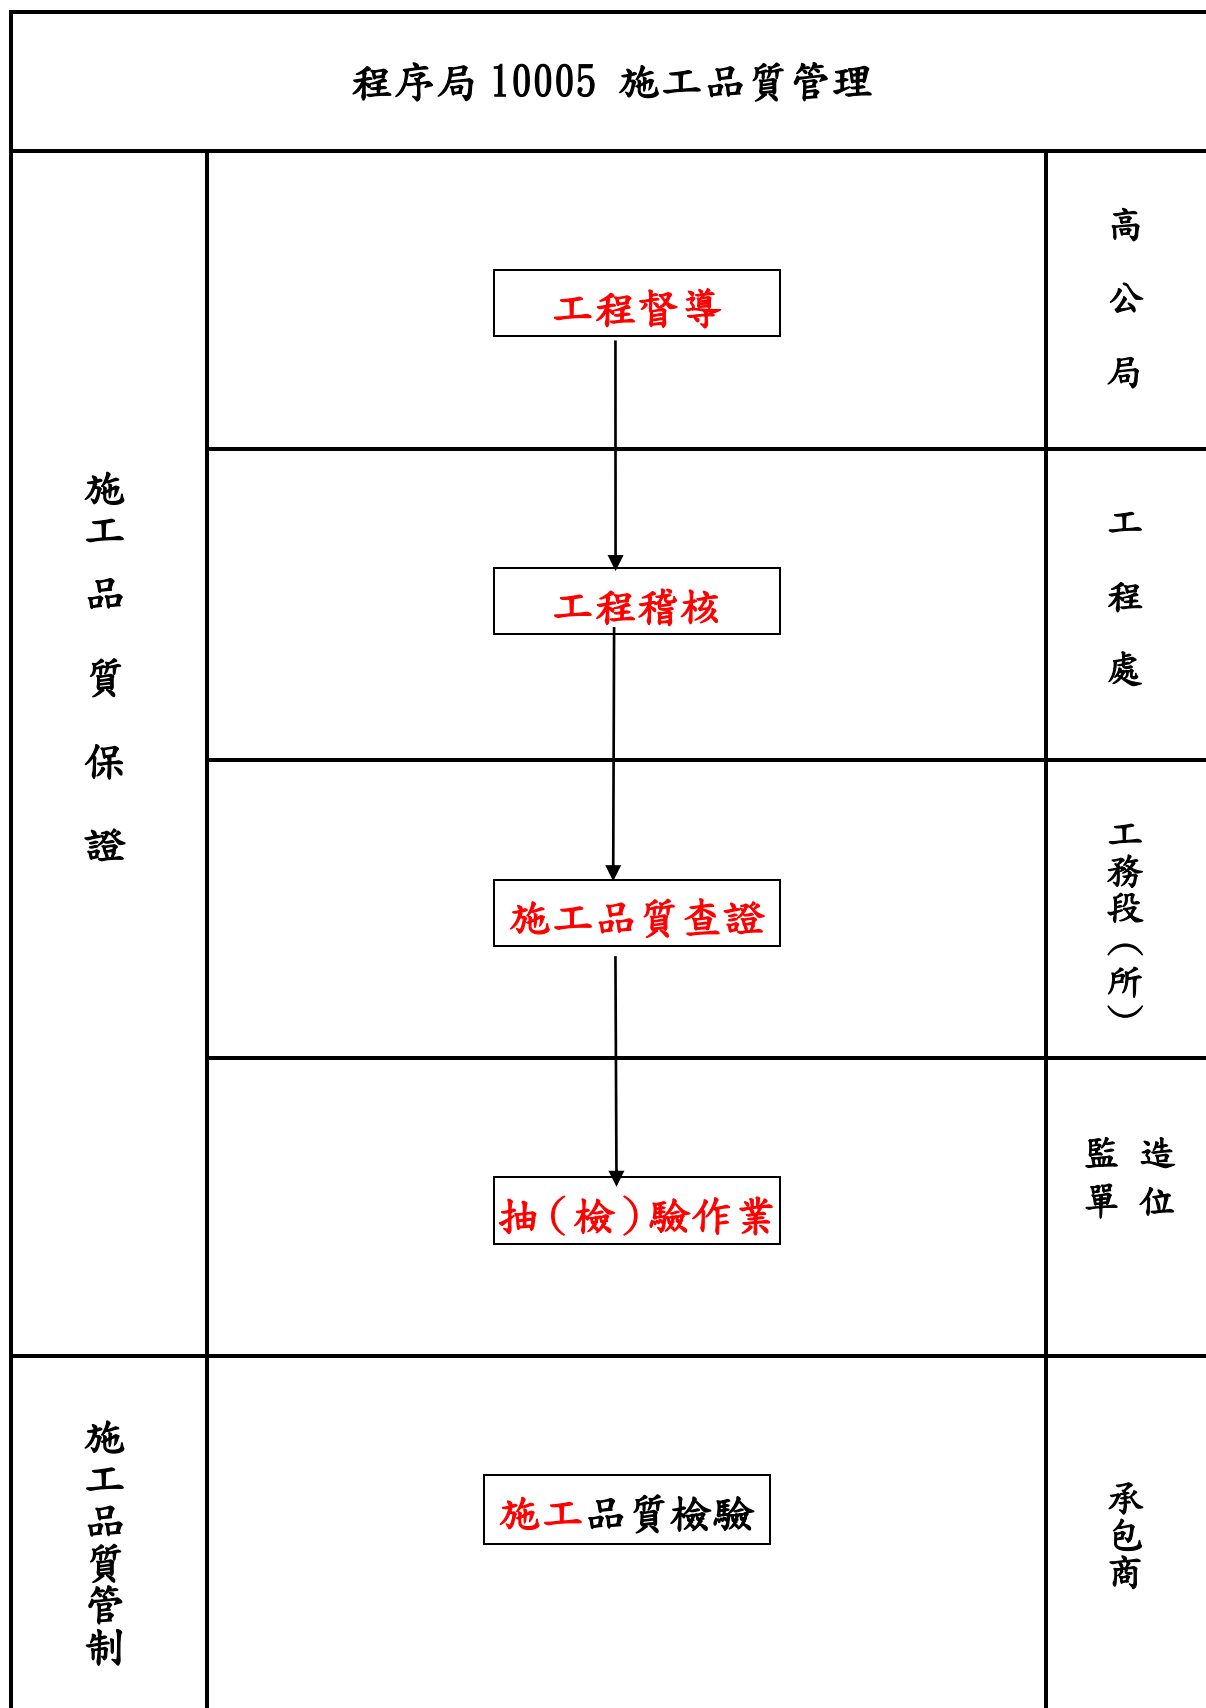 程序局 10005 施工品質管理
施工品質保證
工程督導
高公局
工程稽核
工程處
施工品質查證
工務段（所）
抽（檢）驗作業
監造
單位
施工品質管制
施工品質檢驗
承包商